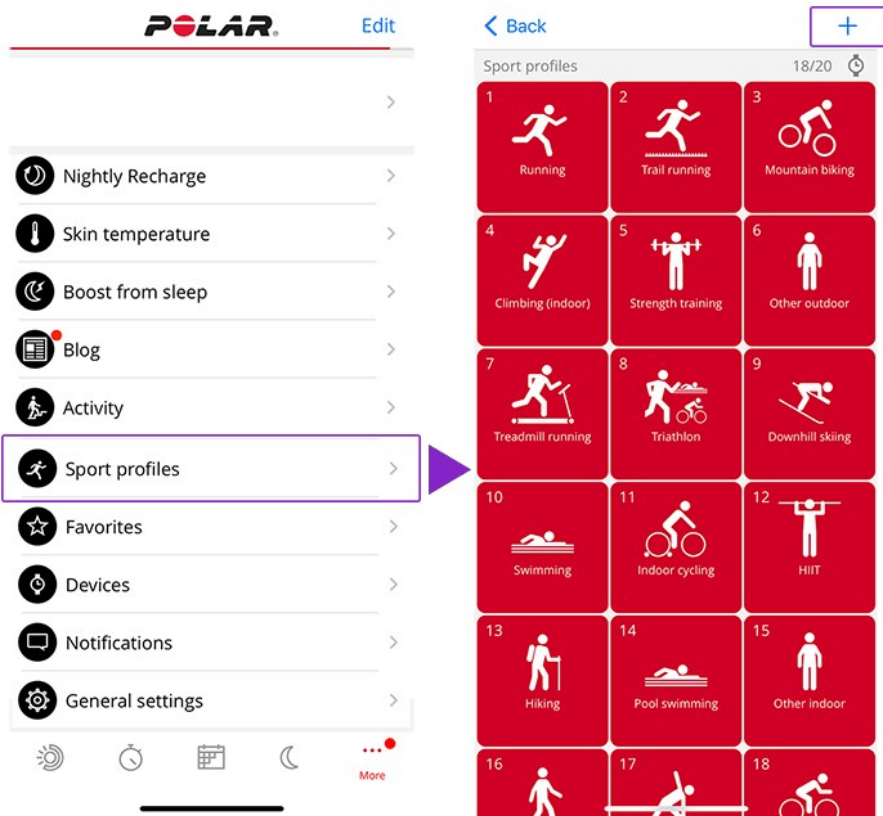 POLAR.
Edit
Nightly Recharge
Skin temperature
Boost from sleep
Blog
Activity
Sport profiles
Favorites
Devices
Notifications
General settings
More
Back
+
Sport profiles 18/20
1 2 3
Running Trail running Mountain biking
4 5 6
Climbing (indoor) Strength training Other outdoor
7 8 9
Treadmill running Triathlon Downhill skiing
10 11 12
Swimming Indoor cycling HIIT
13 14 15
Hiking Pool swimming Other indoor
16 17 18